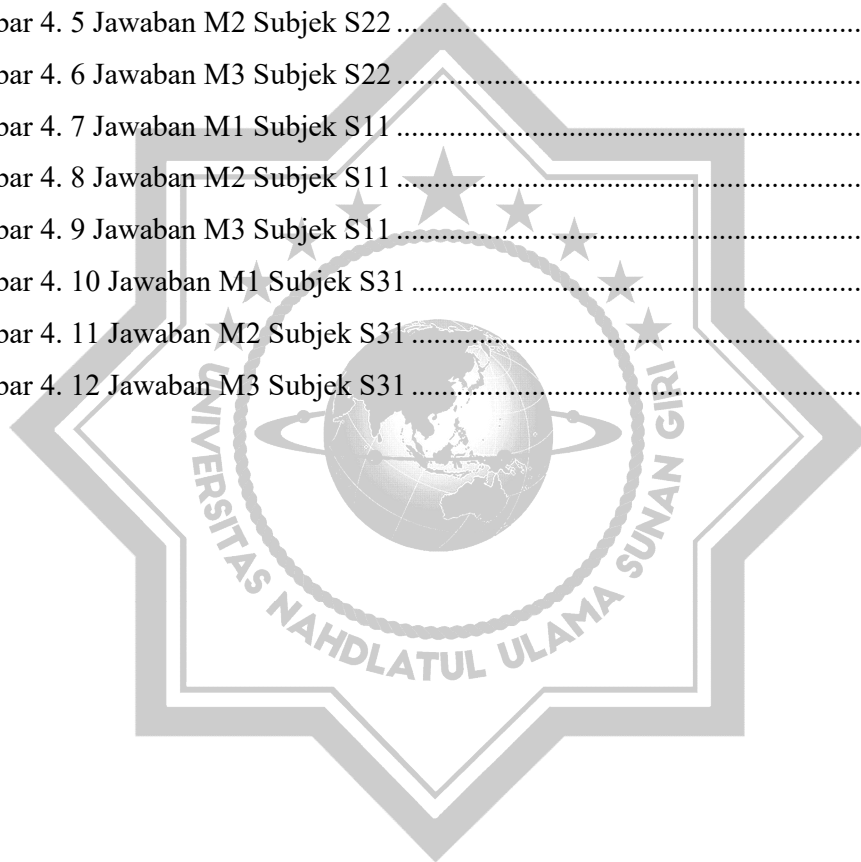 bar 4. 5 Jawaban M2 Subjek S22 ....................................................................
bar 4. 6 Jawaban M3 Subjek S22 ....................................................................
bar 4. 7 Jawaban M1 Subjek S11 ....................................................................
bar 4. 8 Jawaban M2 Subjek S11 ....................................................................
bar 4. 9 Jawaban M3 Subjek S11 ....................................................................
bar 4. 10 Jawaban M1 Subjek S31 ..................................................................
bar 4. 11 Jawaban M2 Subjek S31 ..................................................................
bar 4. 12 Jawaban M3 Subjek S31 ..................................................................
UNIVERSITAS NAHDLATUL ULAMA SUNAN GIRI